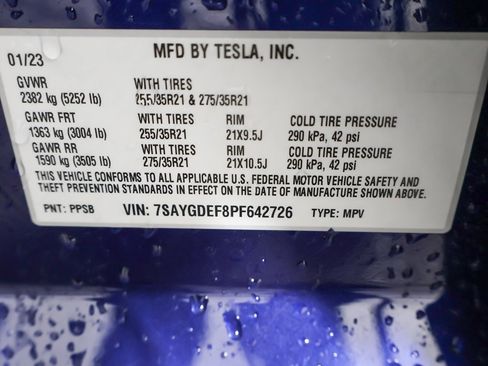 01/23 MFD BY TESLA, INC.
GVWR WITH TIRES
2382 kg (5252 lb) 255/35R21 & 275/35R21
GAWR FRT WITH TIRES RIM COLD TIRE PRESSURE
1363 kg (3004 lb) 255/35R21 21X9.5J 290 kPa, 42 psi
GAWR RR WITH TIRES RIM COLD TIRE PRESSURE
1590 kg (3505 lb) 275/35R21 21X10.5J 290 kPa, 42 psi
THIS VEHICLE CONFORMS TO ALL APPLICABLE U.S. FEDERAL MOTOR VEHICLE SAFETY AND
THEFT PREVENTION STANDARDS IN EFFECT ON THE DATE OF MANUFACTURE SHOWN ABOVE.
PNT: PPSB VIN: 7SAYGDEF8PF642726 TYPE: MPV